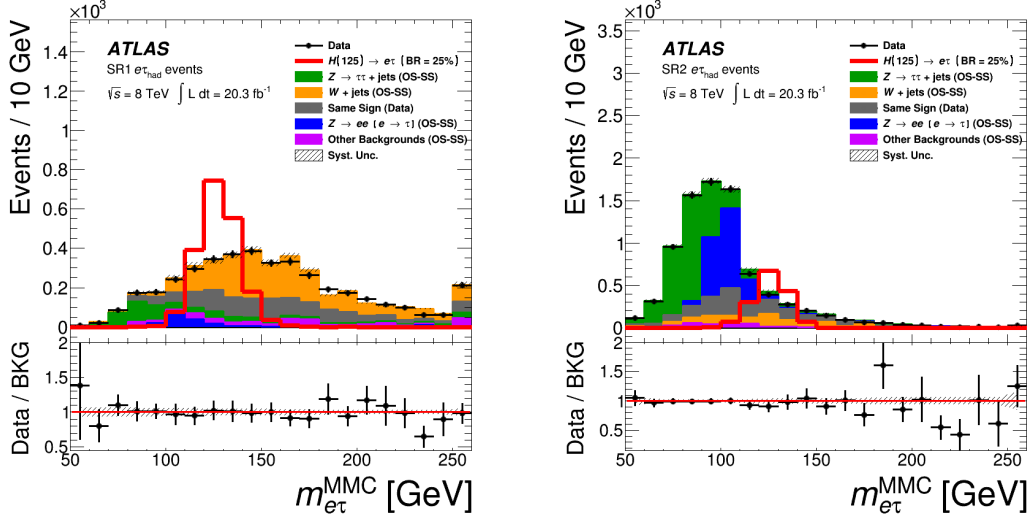 ×10³
Events / 10 GeV
1.4
1.2
1
0.8
0.6
0.4
0.2
0
ATLAS
SR1 eτhad events
√s = 8 TeV ∫ L dt = 20.3 fb⁻¹
Data
H(125) → eτ (BR = 25%)
Z → ττ + jets (OS-SS)
W + jets (OS-SS)
Same Sign (Data)
Z → ee [e → τ] (OS-SS)
Other Backgrounds (OS-SS)
Syst. Unc.
Data / BKG
2
1.5
1
0.5
50 100 150 200 250
m_eτ^MMC [GeV]
×10³
Events / 10 GeV
3.5
3
2.5
2
1.5
1
0.5
0
ATLAS
SR2 eτhad events
√s = 8 TeV ∫ L dt = 20.3 fb⁻¹
Data
H(125) → eτ (BR = 25%)
Z → ττ + jets (OS-SS)
W + jets (OS-SS)
Same Sign (Data)
Z → ee [e → τ] (OS-SS)
Other Backgrounds (OS-SS)
Syst. Unc.
Data / BKG
2
1.5
1
0.5
50 100 150 200 250
m_eτ^MMC [GeV]